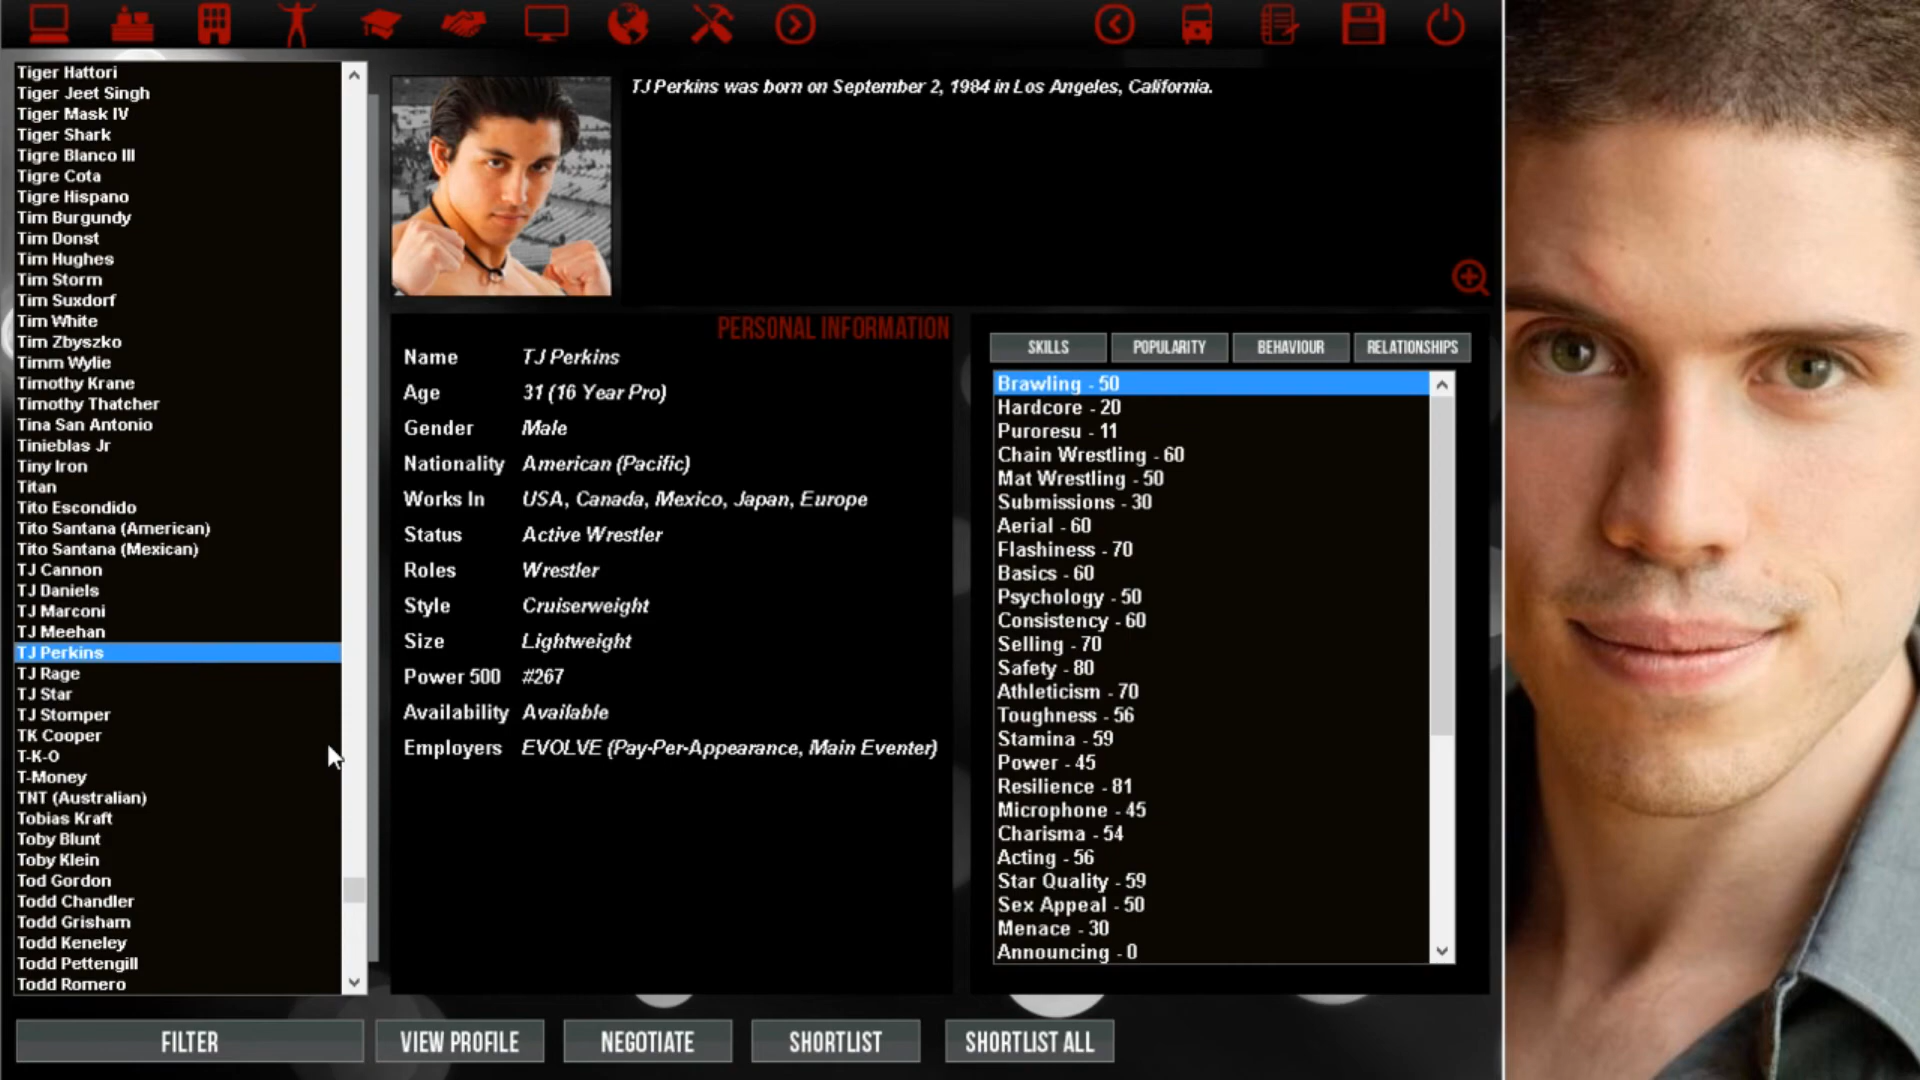 Tiger Hattori
Tiger Jeet Singh
Tiger Mask IV
Tiger Shark
Tigre Blanco III
Tigre Cota
Tigre Hispano
Tim Burgundy
Tim Donst
Tim Hughes
Tim Storm
Tim Suxdorf
Tim White
Tim Zbyszko
Timm Wylie
Timothy Krane
Timothy Thatcher
Tina San Antonio
Tinieblas Jr
Tiny Iron
Titan
Tito Escondido
Tito Santana (American)
Tito Santana (Mexican)
TJ Cannon
TJ Daniels
TJ Marconi
TJ Meehan
TJ Perkins
TJ Rage
TJ Star
TJ Stomper
TK Cooper
T-K-O
T-Money
TNT (Australian)
Tobias Kraft
Toby Blunt
Toby Klein
Tod Gordon
Todd Chandler
Todd Grisham
Todd Keneley
Todd Pettengill
Todd Romero
TJ Perkins was born on September 2, 1984 in Los Angeles, California.
PERSONAL INFORMATION
Name TJ Perkins
Age 31 (16 Year Pro)
Gender Male
Nationality American (Pacific)
Works In USA, Canada, Mexico, Japan, Europe
Status Active Wrestler
Roles Wrestler
Style Cruiserweight
Size Lightweight
Power 500 #267
Availability Available
Employers EVOLVE (Pay-Per-Appearance, Main Eventer)
SKILLS POPULARITY BEHAVIOUR RELATIONSHIPS
Brawling - 50
Hardcore - 20
Puroresu - 11
Chain Wrestling - 60
Mat Wrestling - 50
Submissions - 30
Aerial - 60
Flashiness - 70
Basics - 60
Psychology - 50
Consistency - 60
Selling - 70
Safety - 80
Athleticism - 70
Toughness - 56
Stamina - 59
Power - 45
Resilience - 81
Microphone - 45
Charisma - 54
Acting - 56
Star Quality - 59
Sex Appeal - 50
Menace - 30
Announcing - 0
FILTER VIEW PROFILE NEGOTIATE SHORTLIST SHORTLIST ALL